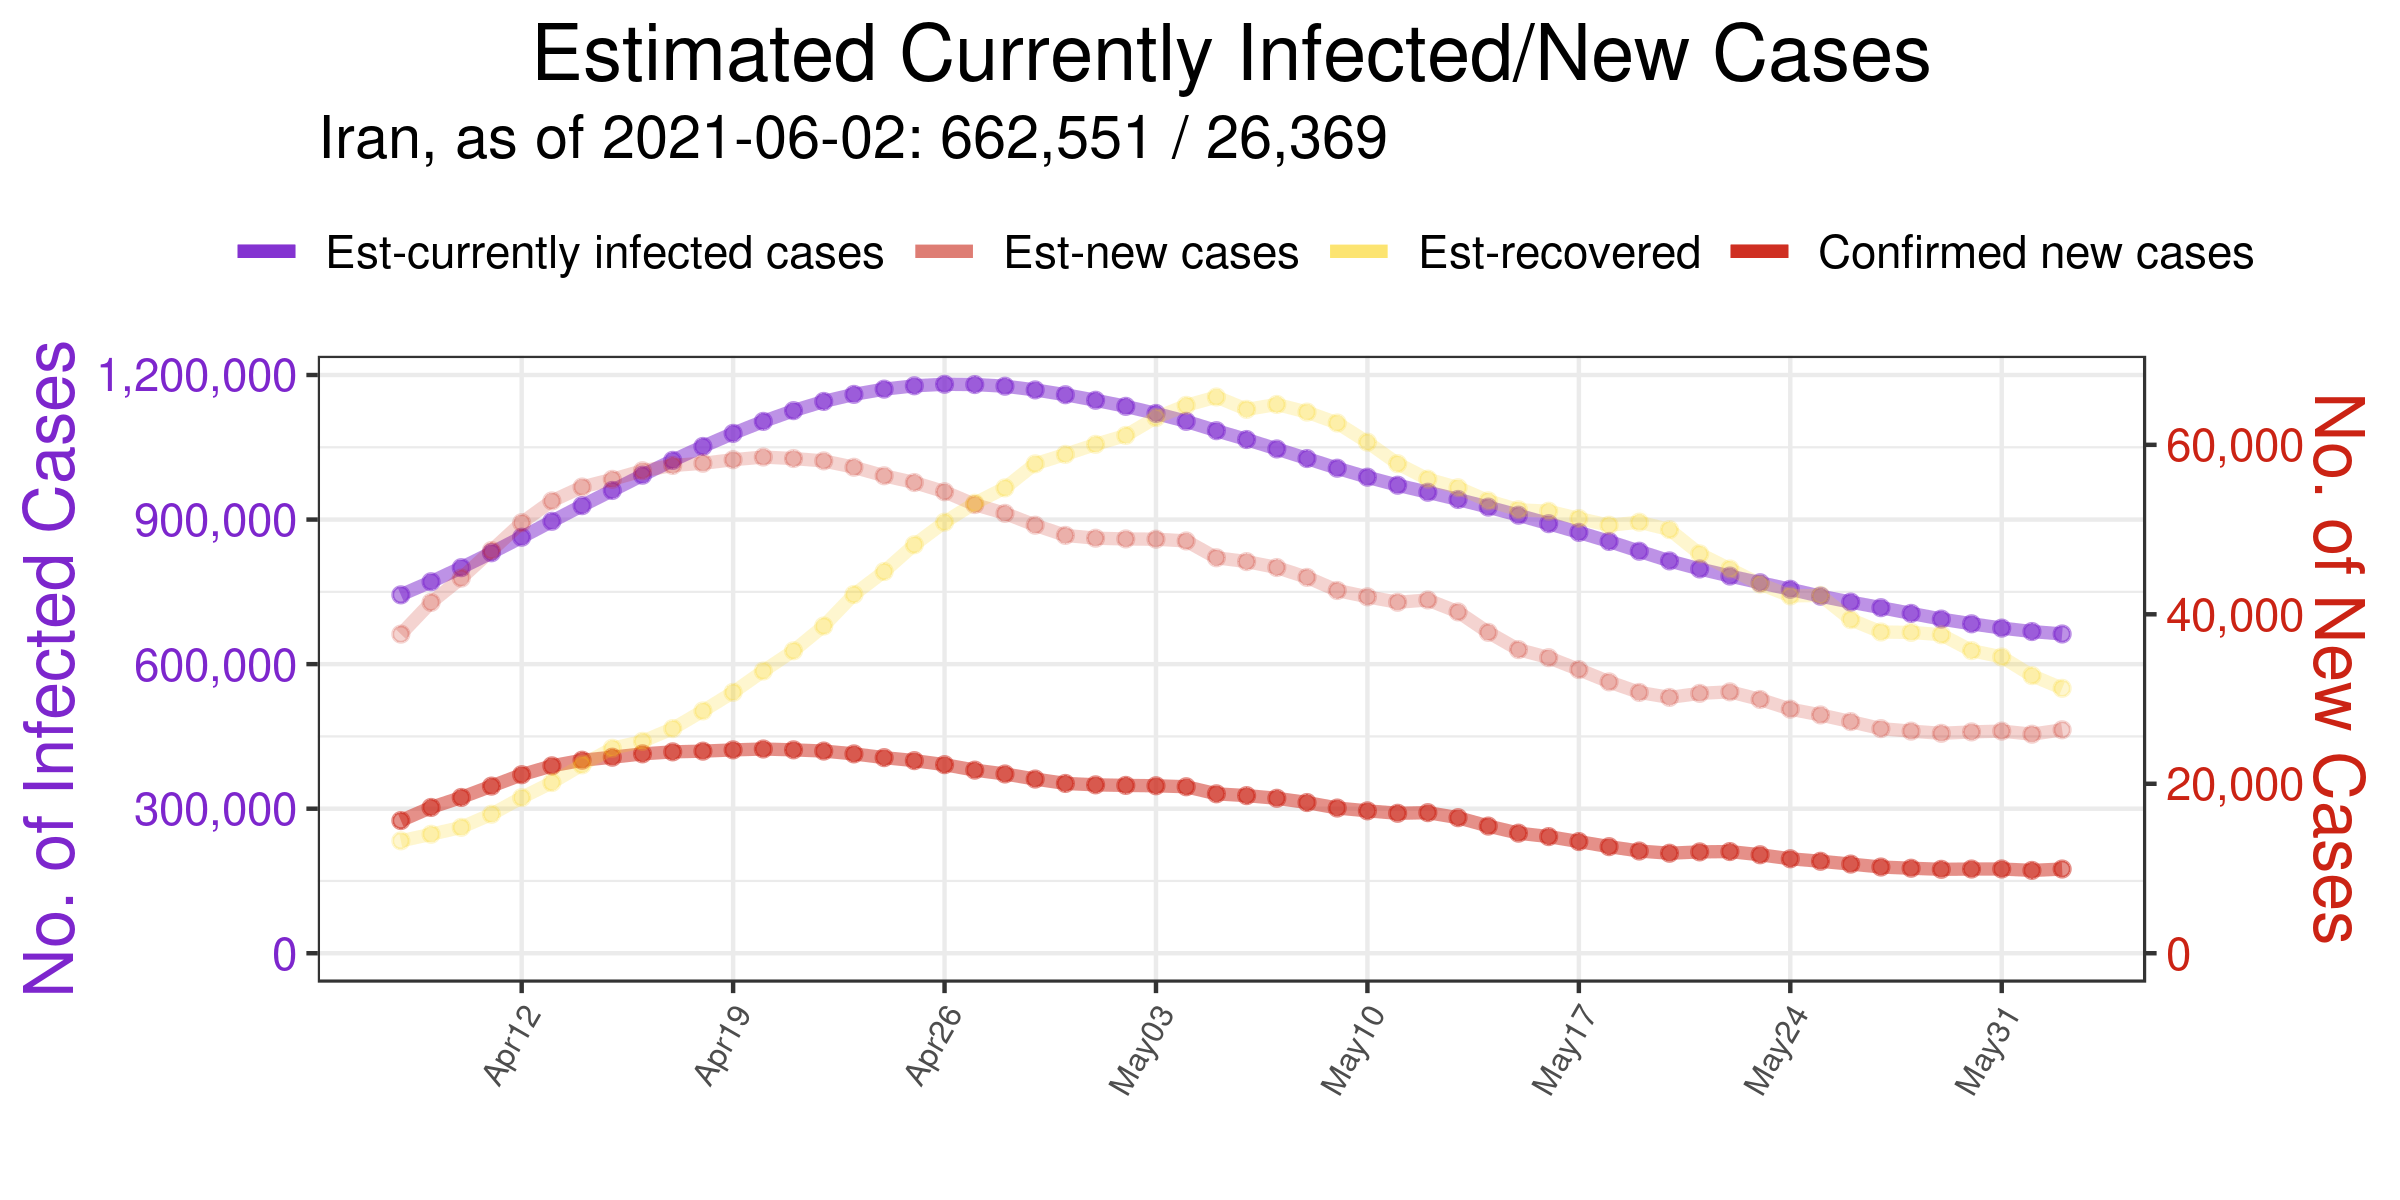 Estimated Currently Infected/New Cases
Iran, as of 2021-06-02: 662,551 / 26,369
Est-currently infected cases Est-new cases Est-recovered Confirmed new cases
No. of Infected Cases
1,200,000
900,000
600,000
300,000
0
60,000
40,000
20,000
0
No. of New Cases
Apr12 Apr19 Apr26 May03 May10 May17 May24 May31